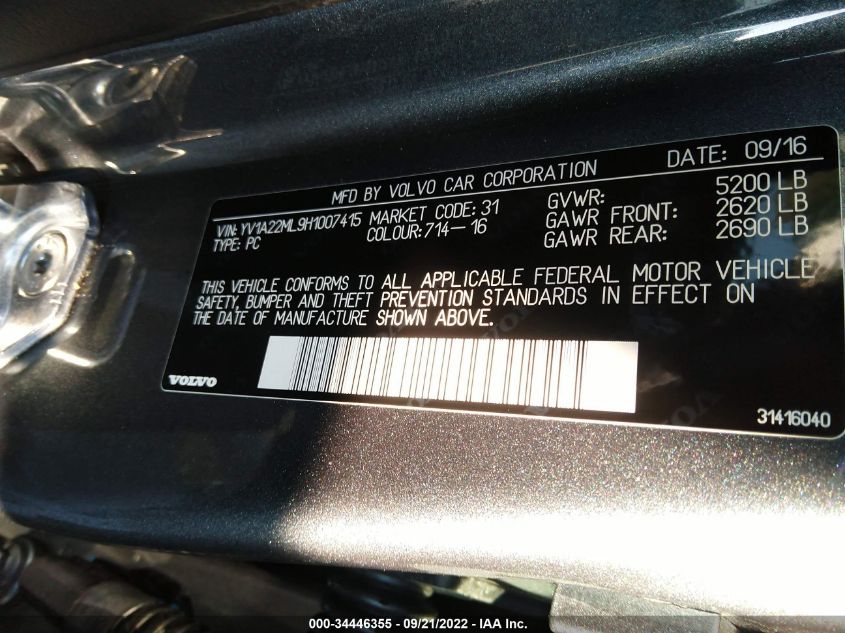 MFD BY VOLVO CAR CORPORATION DATE: 09/16
VIN: YV1A22ML9H1007415 MARKET CODE: 31 GVWR: 5200 LB
TYPE: PC COLOUR: 714-16 GAWR FRONT: 2620 LB
GAWR REAR: 2690 LB
THIS VEHICLE CONFORMS TO ALL APPLICABLE FEDERAL MOTOR VEHICLE
SAFETY, BUMPER AND THEFT PREVENTION STANDARDS IN EFFECT ON
THE DATE OF MANUFACTURE SHOWN ABOVE.
VOLVO
31416040
000-34446355 - 09/21/2022 - IAA Inc.